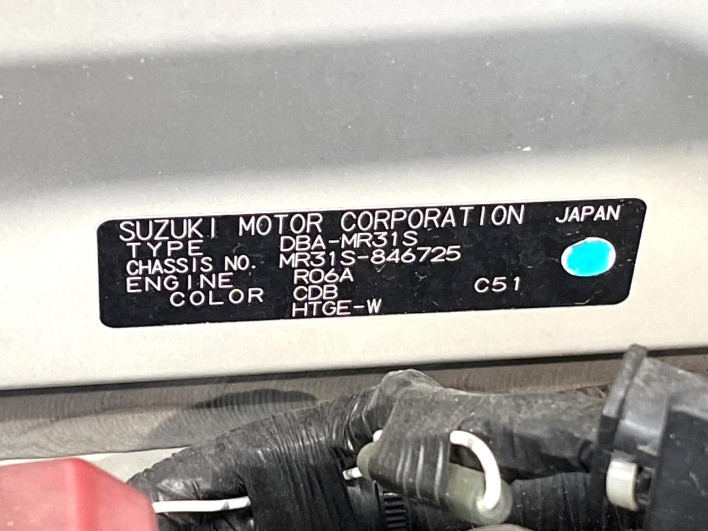 SUZUKI MOTOR CORPORATION JAPAN
TYPE DBA-MR31S
CHASSIS NO. MR31S-846725
ENGINE R06A
COLOR CDB C51
HTGE-W